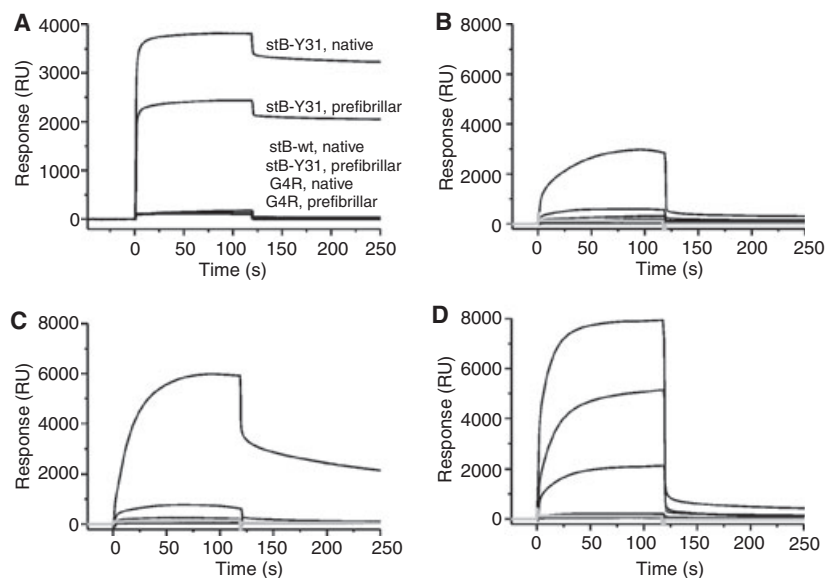 A
Response (RU)
4000
3000
2000
1000
0
stB-Y31, native
stB-Y31, prefibrillar
stB-wt, native
stB-Y31, prefibrillar
G4R, native
G4R, prefibrillar
0 50 100 150 200 250
Time (s)
B
Response (RU)
8000
6000
4000
2000
0
0 50 100 150 200 250
Time (s)
C
Response (RU)
8000
6000
4000
2000
0
0 50 100 150 200 250
Time (s)
D
Response (RU)
8000
6000
4000
2000
0
0 50 100 150 200 250
Time (s)